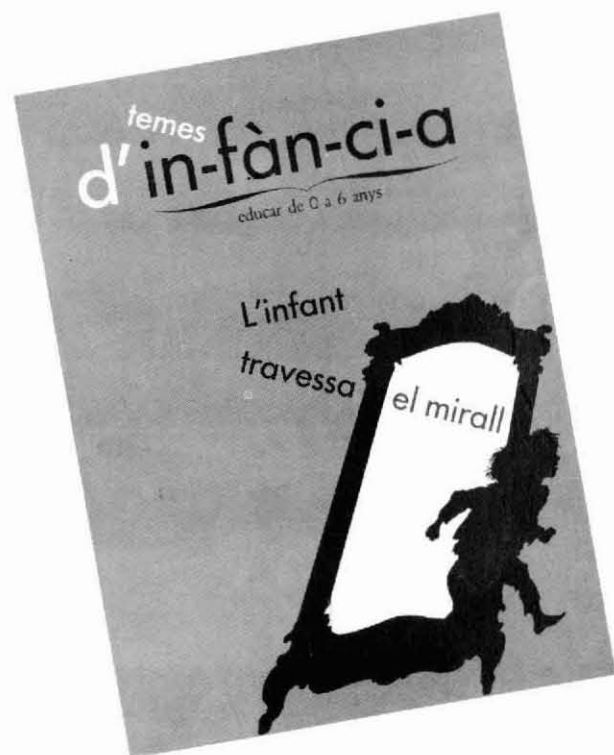 temes
d'in-fàn-ci-a
educar de 0 a 6 anys
L'infant
travessa
el mirall